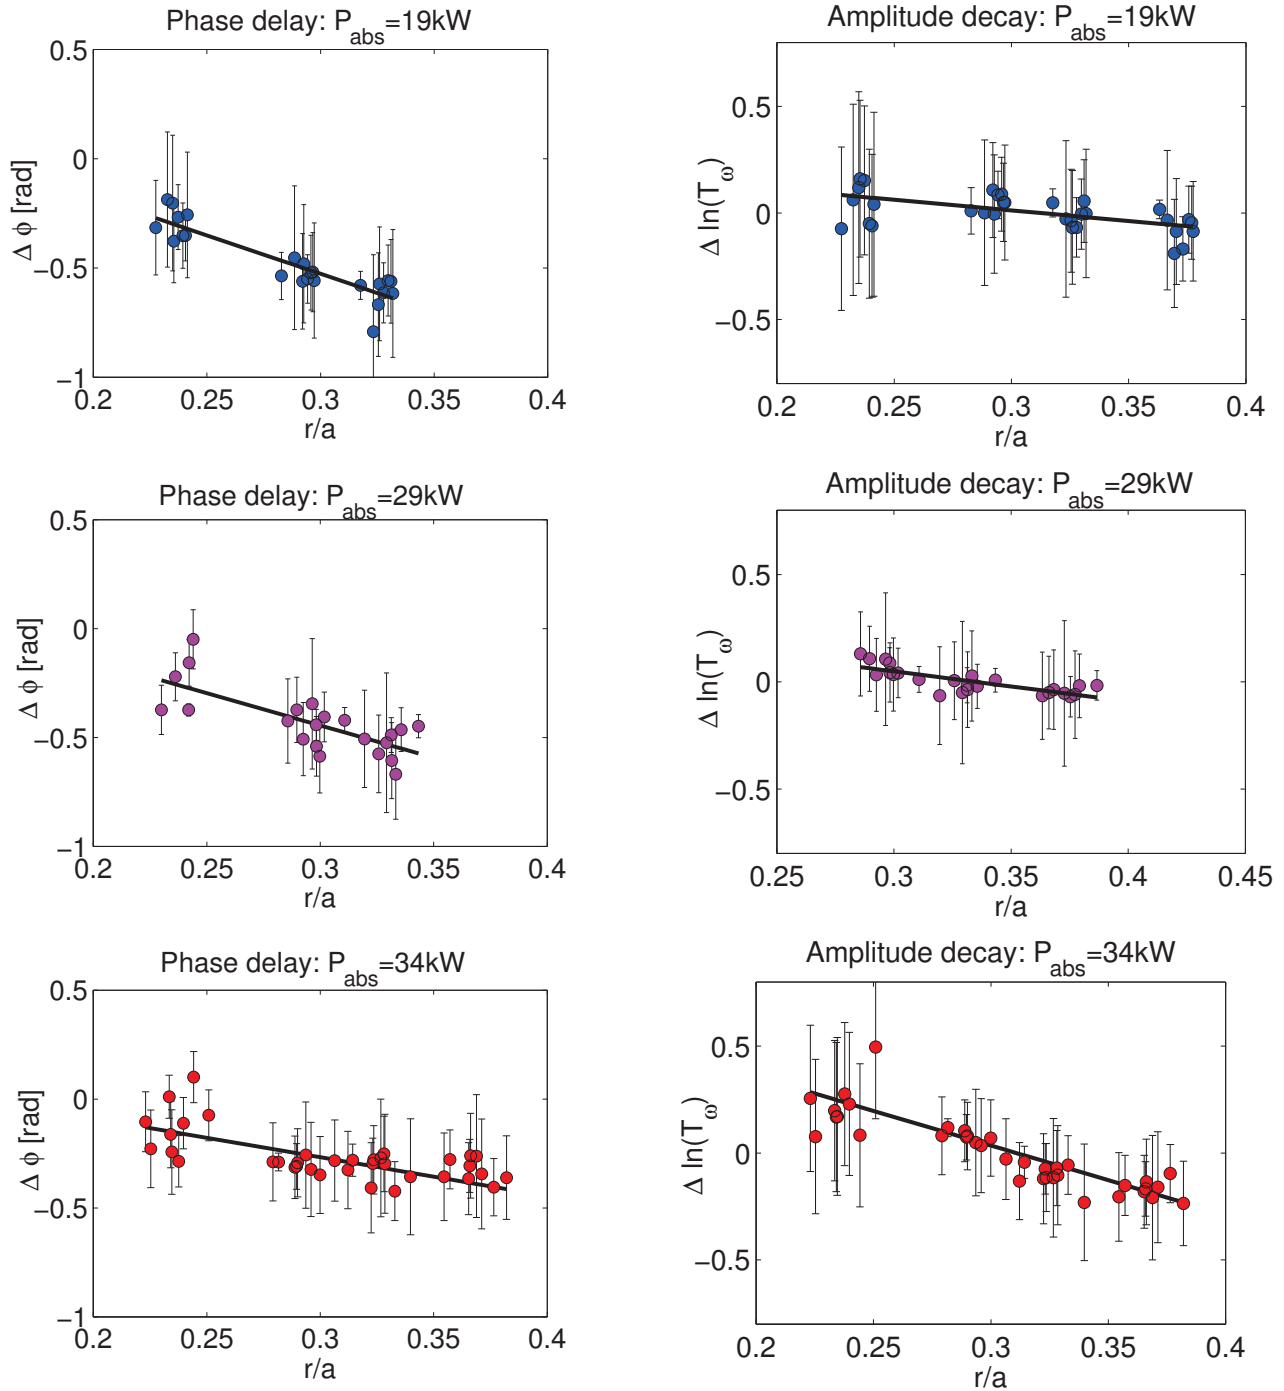 Phase delay: P_abs=19kW
0.5
0
−0.5
−1
Δ ϕ [rad]
0.2 0.25 0.3 0.35 0.4
r/a
Amplitude decay: P_abs=19kW
0.5
0
−0.5
Δ ln(T_ω)
0.2 0.25 0.3 0.35 0.4
r/a
Phase delay: P_abs=29kW
0.5
0
−0.5
−1
Δ ϕ [rad]
0.2 0.25 0.3 0.35 0.4
r/a
Amplitude decay: P_abs=29kW
0.5
0
−0.5
Δ ln(T_ω)
0.25 0.3 0.35 0.4 0.45
r/a
Phase delay: P_abs=34kW
0.5
0
−0.5
−1
Δ ϕ [rad]
0.2 0.25 0.3 0.35 0.4
r/a
Amplitude decay: P_abs=34kW
0.5
0
−0.5
Δ ln(T_ω)
0.2 0.25 0.3 0.35 0.4
r/a